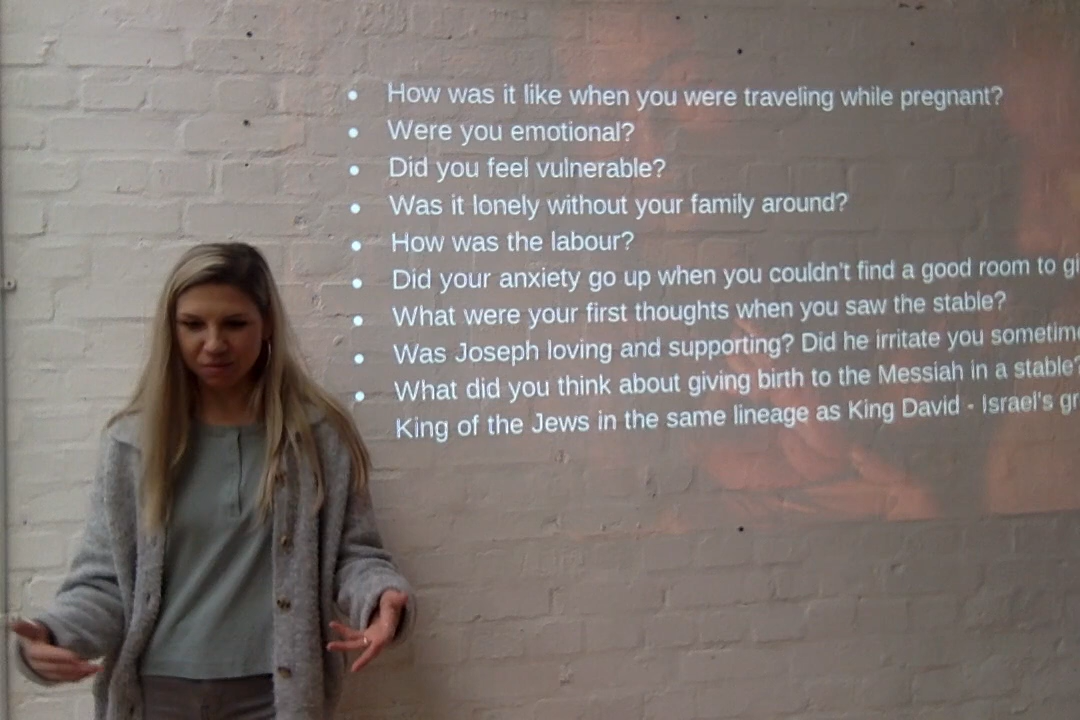 • How was it like when you were traveling while pregnant?
• Were you emotional?
• Did you feel vulnerable?
• Was it lonely without your family around?
• How was the labour?
• Did your anxiety go up when you couldn't find a good room to
• What were your first thoughts when you saw the stable?
• Was Joseph loving and supporting? Did he irritate you
• What did you think about giving birth to the Messiah in a stable?
King of the Jews in the same lineage as King David - Israel's